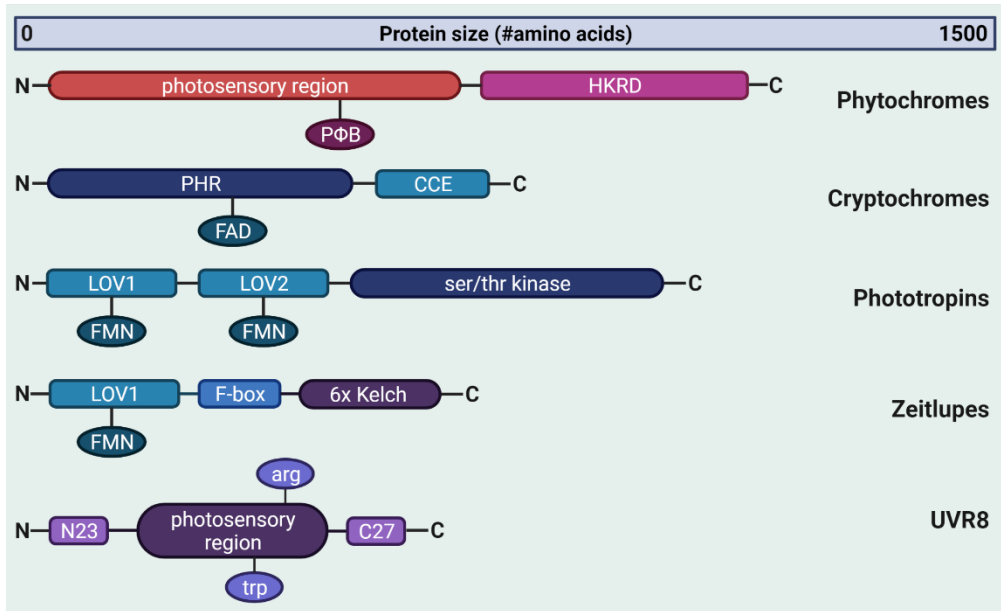 0 Protein size (#amino acids) 1500
N photosensory region HKRD C
Phytochromes
PΦB
N PHR CCE C
Cryptochromes
FAD
N LOV1 LOV2 ser/thr kinase C
Phototropins
FMN FMN
N LOV1 F-box 6x Kelch C
Zeitlupes
FMN
arg
N N23 photosensory
region C27 C
UVR8
trp